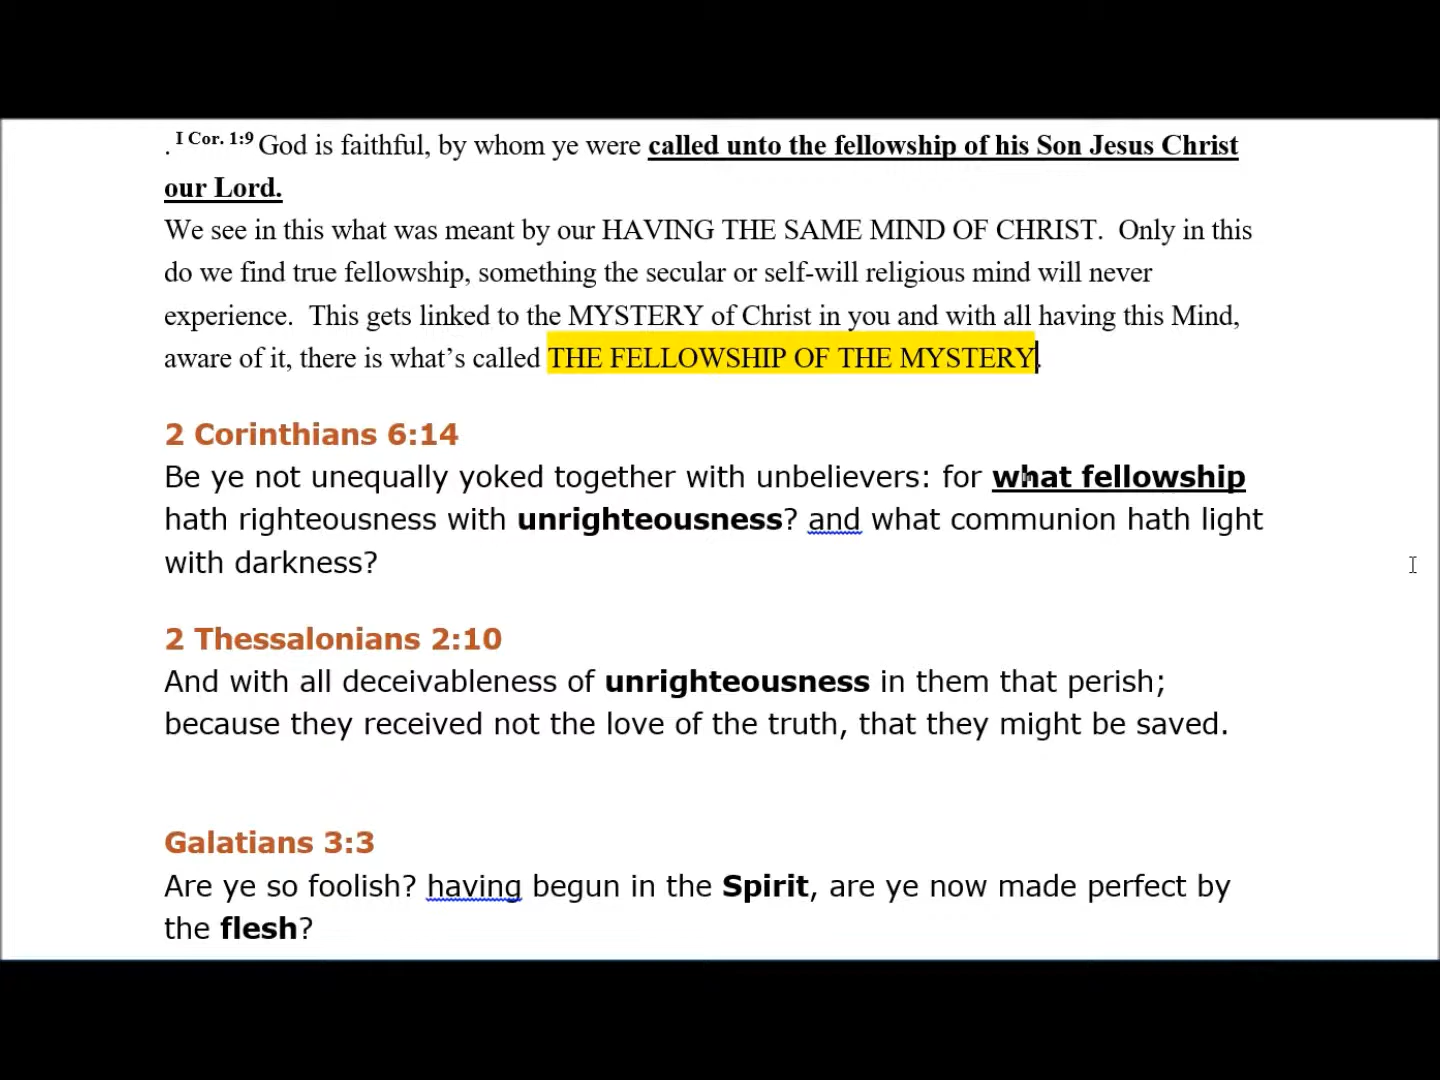 . I Cor. 1:9 God is faithful, by whom ye were called unto the fellowship of his Son Jesus Christ
our Lord.
We see in this what was meant by our HAVING THE SAME MIND OF CHRIST.  Only in this
do we find true fellowship, something the secular or self-will religious mind will never
experience.  This gets linked to the MYSTERY of Christ in you and with all having this Mind,
aware of it, there is what’s called THE FELLOWSHIP OF THE MYSTERY.
2 Corinthians 6:14
Be ye not unequally yoked together with unbelievers: for what fellowship
hath righteousness with unrighteousness? and what communion hath light
with darkness?
2 Thessalonians 2:10
And with all deceivableness of unrighteousness in them that perish;
because they received not the love of the truth, that they might be saved.
Galatians 3:3
Are ye so foolish? having begun in the Spirit, are ye now made perfect by
the flesh?